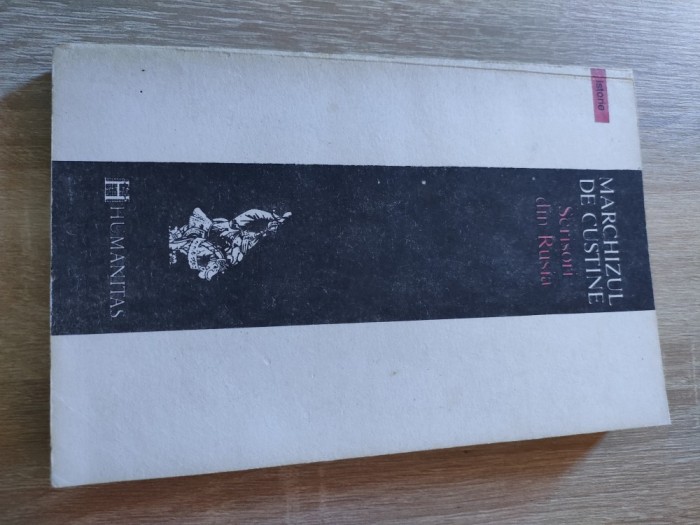 istorie
MARCHIZUL
DE CUSTINE
Scrisori
din Rusia
H HUMANITAS